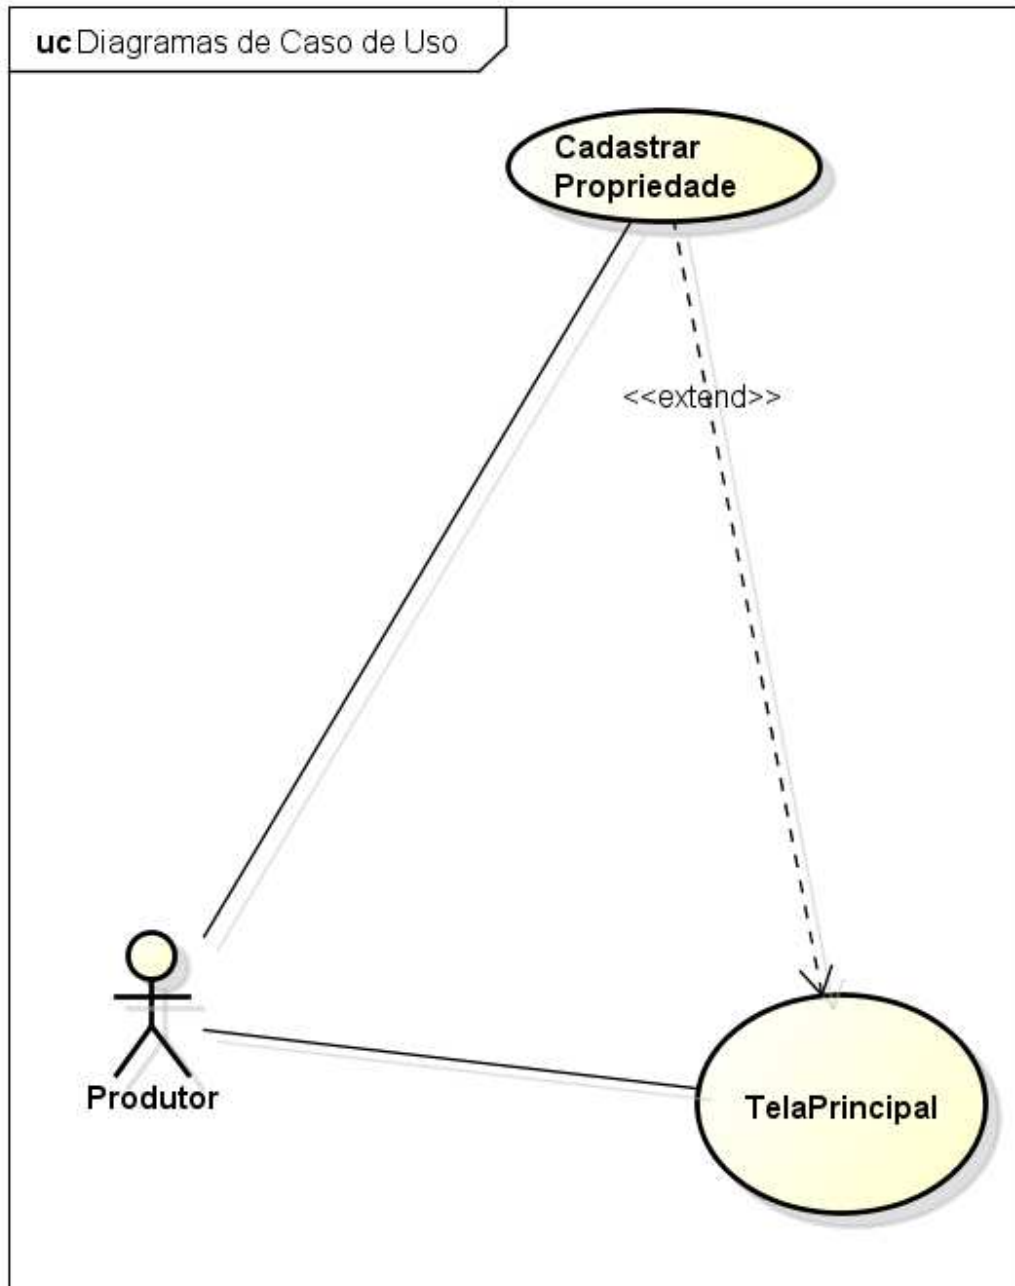 uc Diagramas de Caso de Uso
Cadastrar
Propriedade
<<extend>>
Produtor
TelaPrincipal